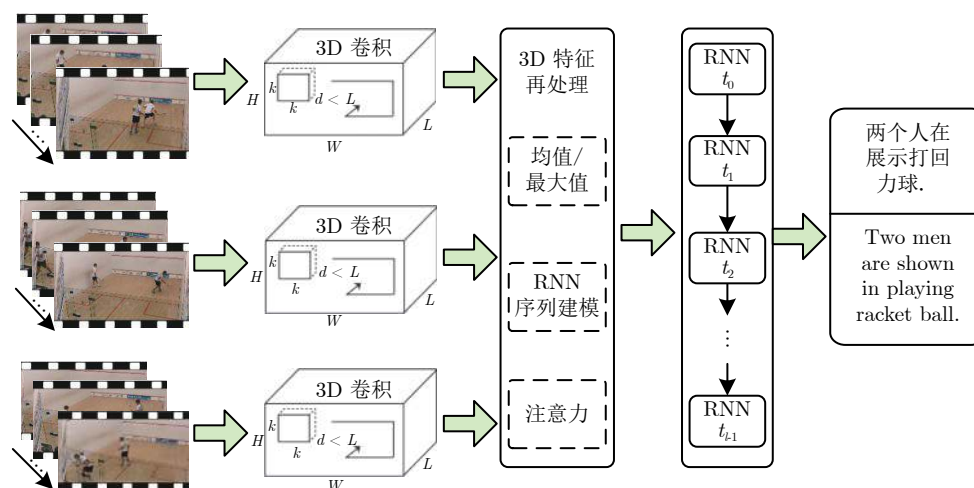 3D 卷积
k
k
d < L
H
W
L
3D 卷积
k
k
d < L
H
W
L
3D 卷积
k
k
d < L
H
W
L
3D 特征
再处理
均值/
最大值
RNN
序列建模
注意力
RNN
t0
RNN
t1
RNN
t2
⋮
RNN
tl-1
两个人在
展示打回
力球.
Two men
are shown
in playing
racket ball.